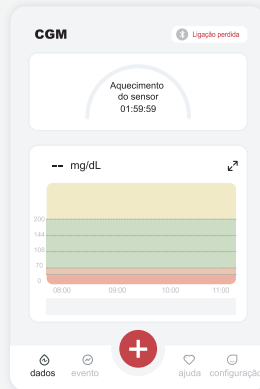 CGM
Ligação perdida
Aquecimento
do sensor
01:59:59
-- mg/dL
200
144
108
70
0
08:00 09:00 10:00 11:00
dados evento ajuda configuração